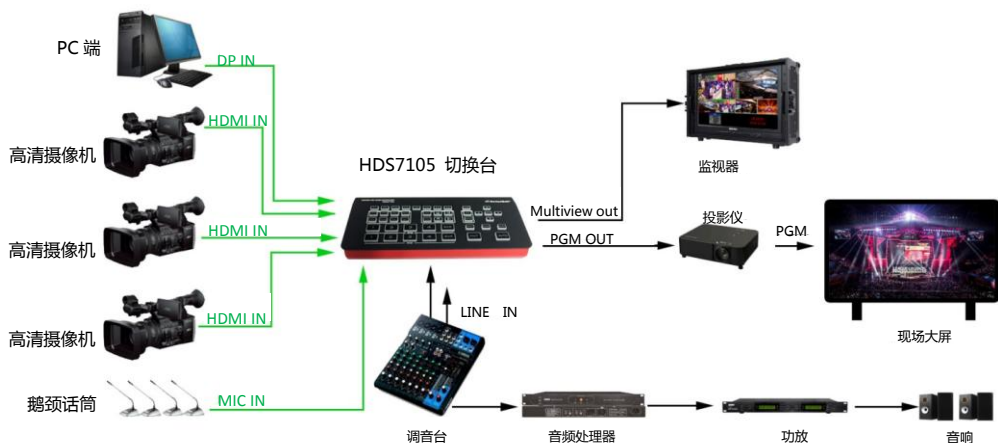 PC 端
DP IN
HDMI IN
高清摄像机
HDS7105 切换台
监视器
Multiview out
投影仪
PGM OUT
PGM
高清摄像机
HDMI IN
LINE IN
HDMI IN
高清摄像机
现场大屏
鹅颈话筒
MIC IN
调音台
音频处理器
功放
音响